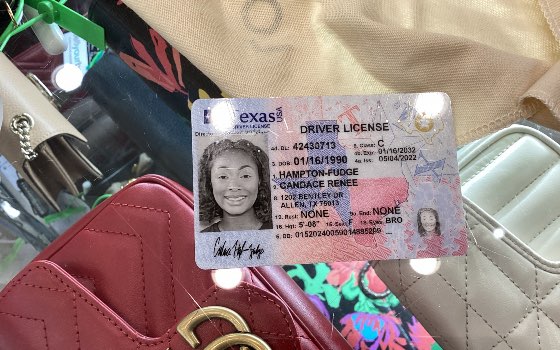 Texas USA
DRIVER LICENSE
4d. DL: 42430713 9. Class: C
4b. Exp: 01/16/2032
3. DOB: 01/16/1990 4a. Iss: 05/04/2022
1. HAMPTON-FUDGE
2. CANDACE RENEE
8. 1202 BENTLEY DR
ALLEN, TX 75013
12. Rest: NONE 9a. End: NONE
16. Hgt: 5'-08" 15. Sex: F 18. Eyes: BRO
5. DD: